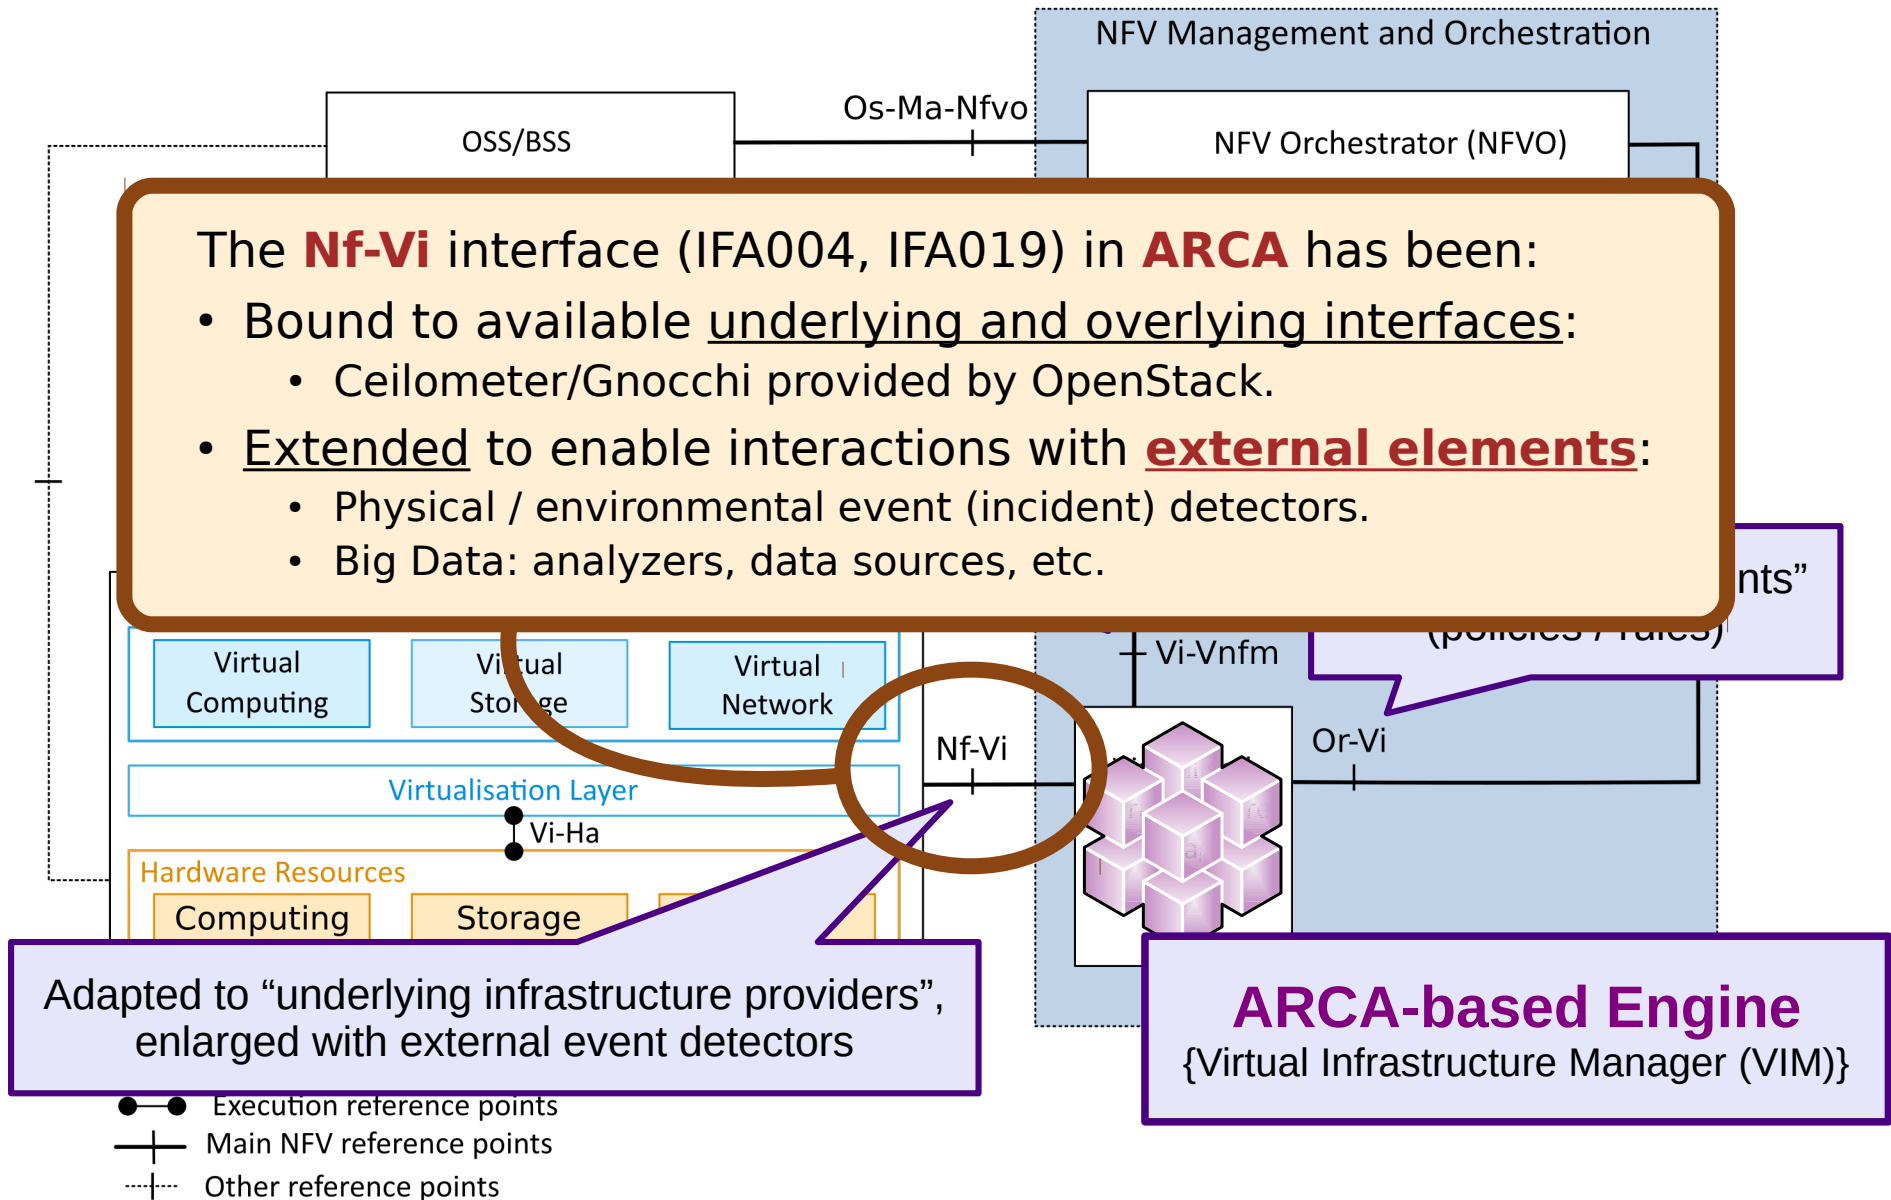 NFV Management and Orchestration
Os-Ma-Nfvo
OSS/BSS
NFV Orchestrator (NFVO)
The Nf-Vi interface (IFA004, IFA019) in ARCA has been:
• Bound to available underlying and overlying interfaces:
• Ceilometer/Gnocchi provided by OpenStack.
• Extended to enable interactions with external elements:
• Physical / environmental event (incident) detectors.
• Big Data: analyzers, data sources, etc.
nts”
(policies / rules)
Virtual
Computing
Virtual
Storage
Virtual
Network
Vi-Vnfm
Nf-Vi
Or-Vi
Virtualisation Layer
Vi-Ha
Hardware Resources
Computing
Storage
Adapted to “underlying infrastructure providers”,
enlarged with external event detectors
ARCA-based Engine
{Virtual Infrastructure Manager (VIM)}
Execution reference points
Main NFV reference points
Other reference points